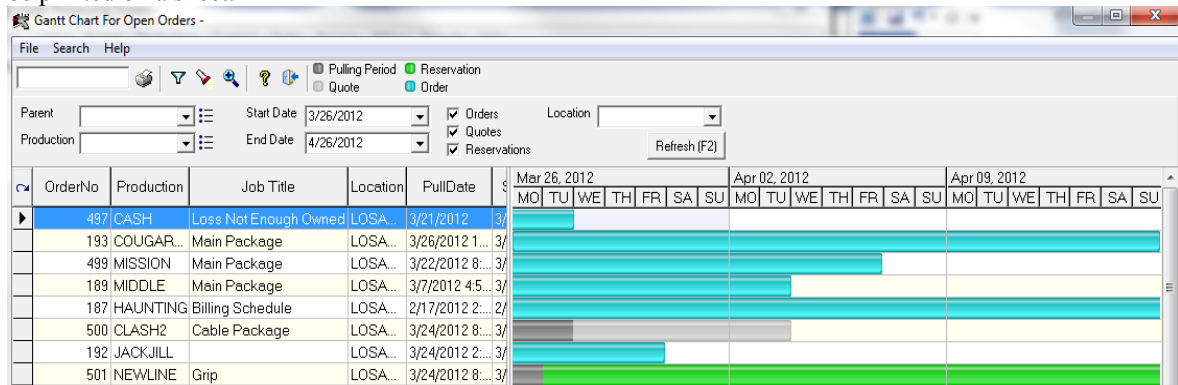 Gantt Chart For Open Orders -
File Search Help
Pulling Period Reservation
Quote Order
Parent Start Date 3/26/2012 Orders Location
Quotes
Production End Date 4/26/2012 Reservations Refresh (F2)
OrderNo Production Job Title Location PullDate Mar 26, 2012 Apr 02, 2012 Apr 09, 2012
MO TU WE TH FR SA SU MO TU WE TH FR SA SU MO TU WE TH FR SA SU
497 CASH Loss Not Enough Owned LOSA... 3/21/2012 3/
193 COUGAR... Main Package LOSA... 3/26/2012 1... 3/
499 MISSION Main Package LOSA... 3/22/2012 8:... 3/
189 MIDDLE Main Package LOSA... 3/7/2012 4:5... 3/
187 HAUNTING Billing Schedule LOSA... 2/17/2012 2:... 2/
500 CLASH2 Cable Package LOSA... 3/24/2012 8:... 3/
192 JACKJILL LOSA... 3/24/2012 2:... 3/
501 NEWLINE Grip LOSA... 3/24/2012 8:... 3/